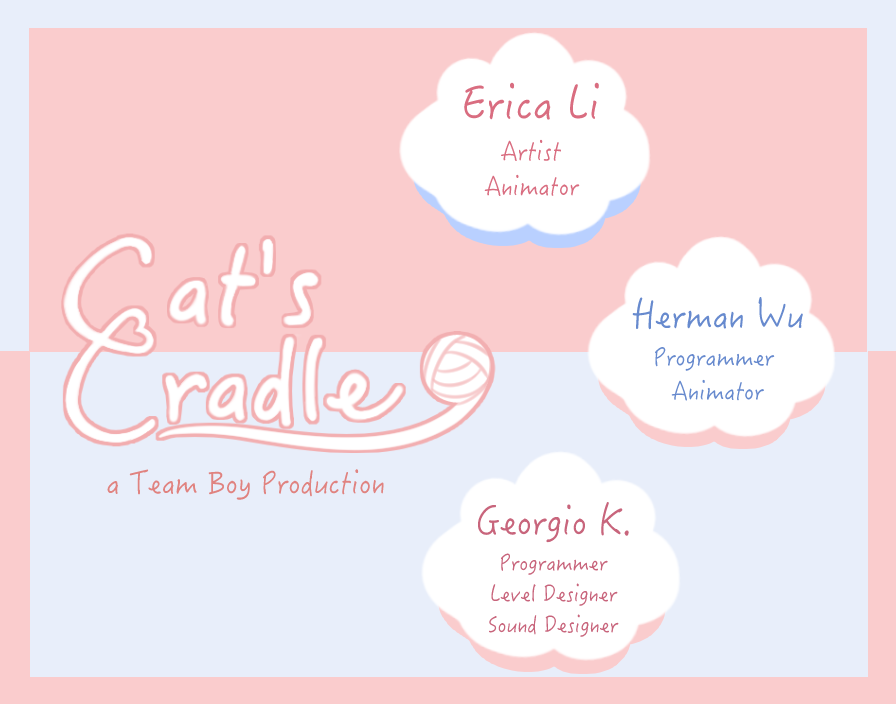 Cat's
Cradle
a Team Boy Production
Erica Li
Artist
Animator
Herman Wu
Programmer
Animator
Georgio K.
Programmer
Level Designer
Sound Designer